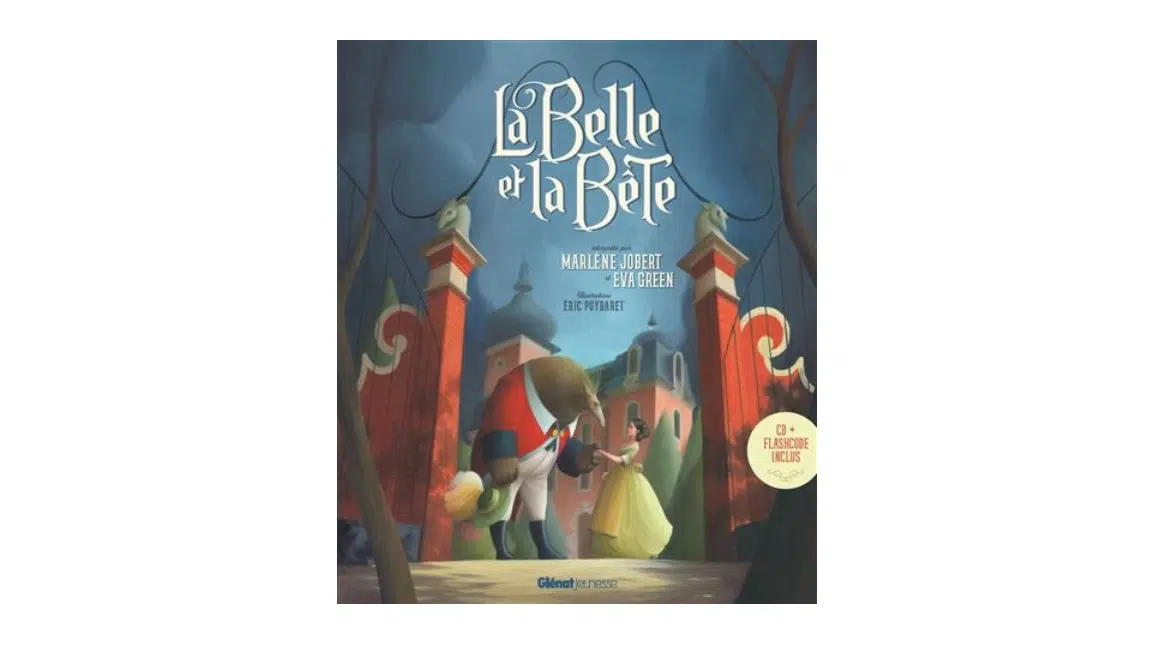 La Belle
et la Bête
interprété par
MARLÈNE JOBERT
et EVA GREEN
Illustrations
ÉRIC PUYBARET
CD +
FLASHCODE
INCLUS
Glénat jeunesse